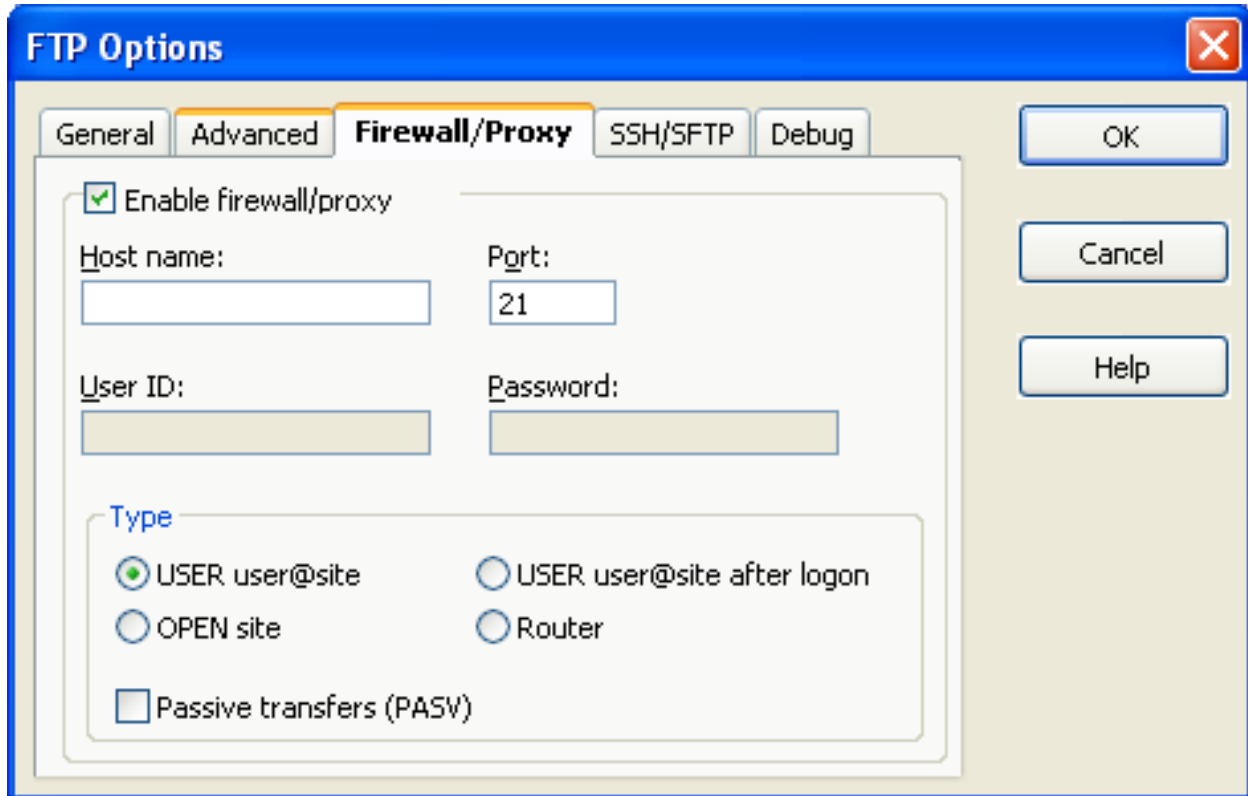 FTP Options
General Advanced Firewall/Proxy SSH/SFTP Debug
Enable firewall/proxy
Host name: Port:
21
User ID: Password:
Type
USER user@site USER user@site after logon
OPEN site Router
Passive transfers (PASV)
OK
Cancel
Help